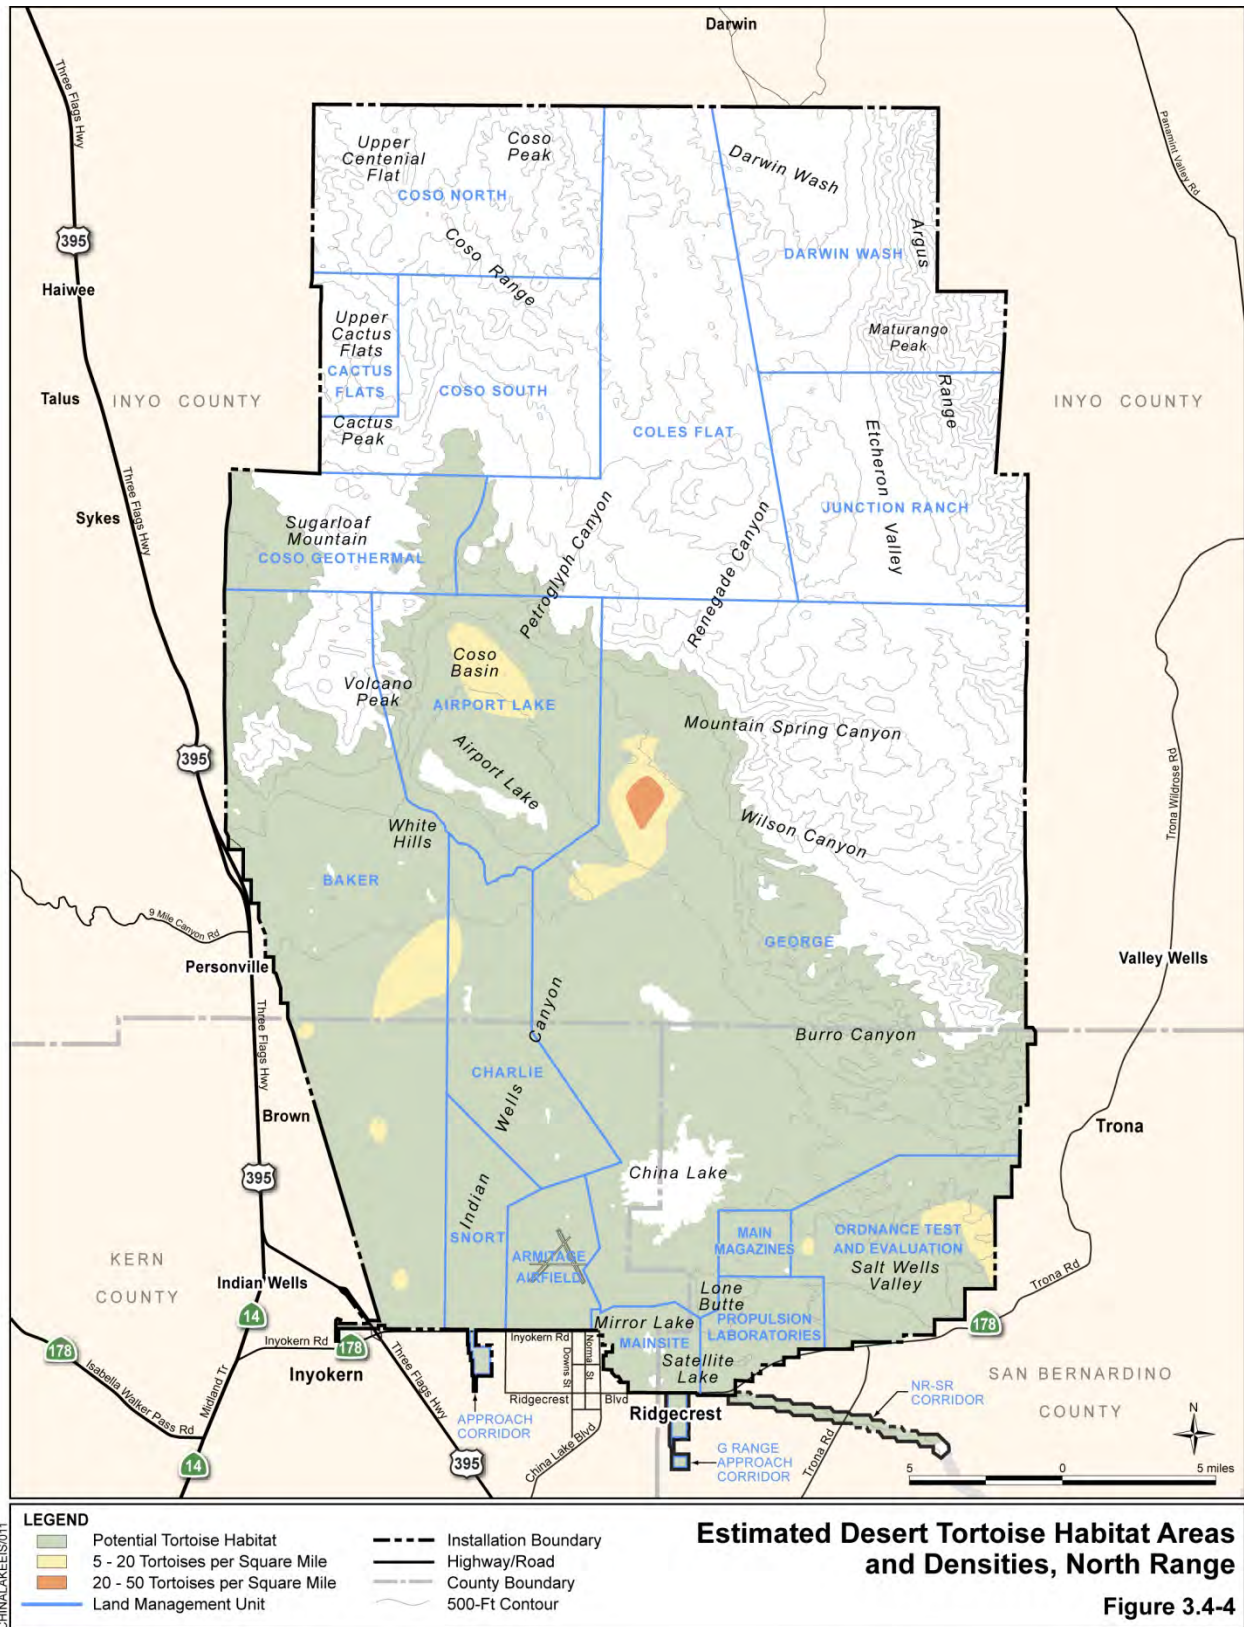 Darwin
Three Flags Hwy
Panamint Valley Rd
Upper
Centenial
Flat
Coso
Peak
COSO NORTH
Darwin Wash
Argus
395
Coso Range
DARWIN WASH
Haiwee
Upper
Cactus
Flats
CACTUS
FLATS
Maturango
Peak
Talus
INYO COUNTY
COSO SOUTH
Range
INYO COUNTY
Cactus
Peak
COLES FLAT
Etcheron Valley
Three Flags Hwy
Sykes
Sugarloaf
Mountain
COSO GEOTHERMAL
Petroglyph Canyon
Renegade Canyon
JUNCTION RANCH
Coso
Basin
Volcano
Peak
AIRPORT LAKE
Mountain Spring Canyon
395
Airport Lake
Trona Wildrose Rd
White
Hills
Wilson Canyon
BAKER
9 Mile Canyon Rd
GEORGE
Personville
Valley Wells
Three Flags Hwy
Indian Wells Canyon
Burro Canyon
CHARLIE
Brown
Trona
395
China Lake
SNORT
MAIN
MAGAZINES
ORDNANCE TEST
AND EVALUATION
Salt Wells
Valley
ARMITAGE
AIRFIELD
KERN
COUNTY
Indian Wells
Lone
Butte
Trona Rd
14
Mirror Lake
PROPULSION
LABORATORIES
178
MAINSITE
178
Inyokern Rd
178
Inyokern Rd
Downs St
Norma St
Satellite
Lake
Inyokern
Isabella Walker Pass Rd
Midland Tr
Three Flags Hwy
Ridgecrest Blvd
Ridgecrest
SAN BERNARDINO
COUNTY
NR-SR
CORRIDOR
APPROACH
CORRIDOR
China Lake Blvd
G RANGE
APPROACH
CORRIDOR
Trona Rd
N
14
395
5 0 5 miles
CHINALAKEEIS/011
LEGEND
Potential Tortoise Habitat
5 - 20 Tortoises per Square Mile
20 - 50 Tortoises per Square Mile
Land Management Unit
Installation Boundary
Highway/Road
County Boundary
500-Ft Contour
Estimated Desert Tortoise Habitat Areas
and Densities, North Range
Figure 3.4-4